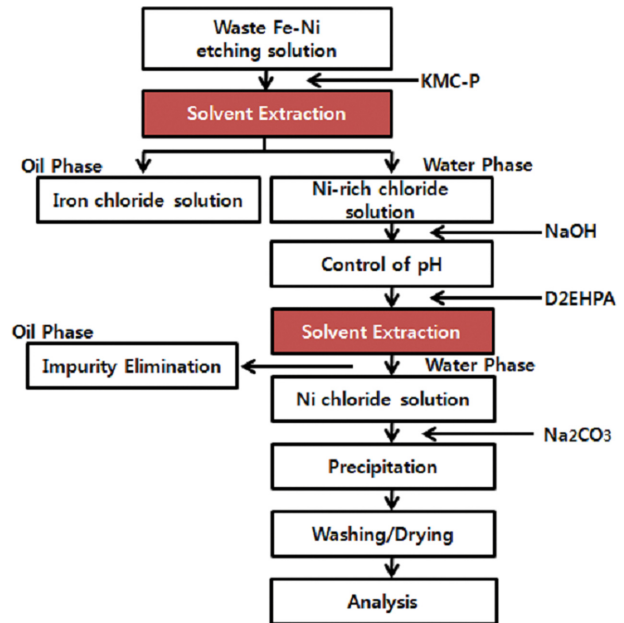 Waste Fe-Ni
etching solution
KMC-P
Solvent Extraction
Oil Phase
Water Phase
Iron chloride solution
Ni-rich chloride
solution
NaOH
Control of pH
D2EHPA
Solvent Extraction
Oil Phase
Water Phase
Impurity Elimination
Ni chloride solution
Na2CO3
Precipitation
Washing/Drying
Analysis